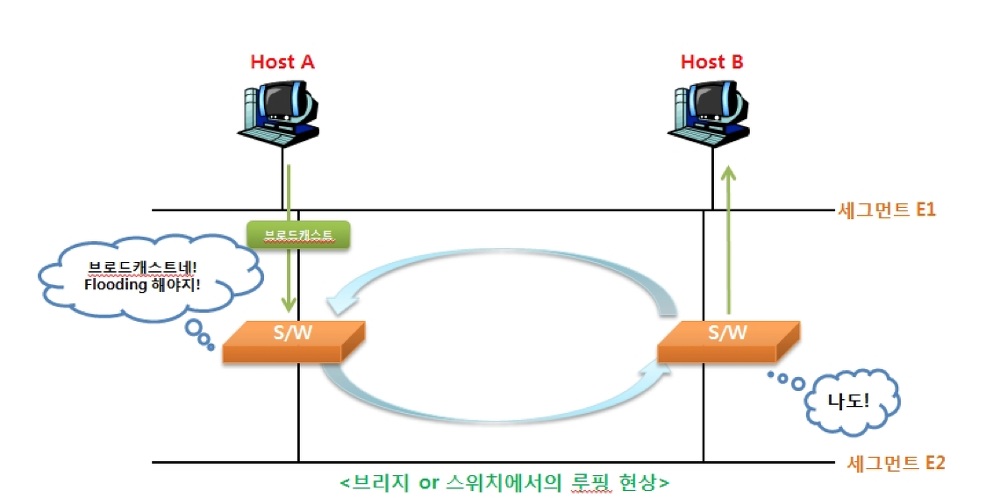 Host A
Host B
세그먼트 E1
브로드캐스트
브로드캐스트네!
Flooding 해야지!
S/W
S/W
나도!
세그먼트 E2
<브리지 or 스위치에서의 루핑 현상>